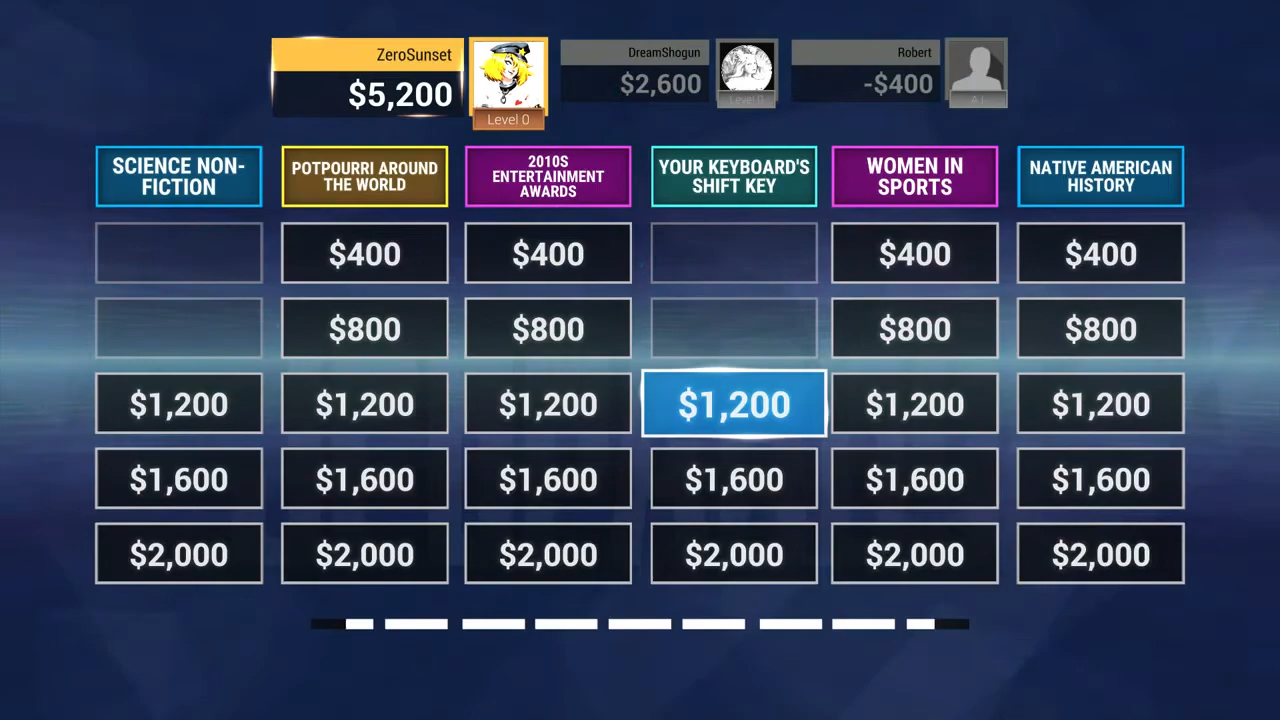 ZeroSunset
$5,200
Level 0
DreamShogun
$2,600
Level 0
Robert
-$400
A.I.
SCIENCE NON-
FICTION
POTPOURRI AROUND
THE WORLD
2010S
ENTERTAINMENT
AWARDS
YOUR KEYBOARD'S
SHIFT KEY
WOMEN IN
SPORTS
NATIVE AMERICAN
HISTORY
$400 $400 $400 $400
$800 $800 $800 $800
$1,200 $1,200 $1,200 $1,200 $1,200 $1,200
$1,600 $1,600 $1,600 $1,600 $1,600 $1,600
$2,000 $2,000 $2,000 $2,000 $2,000 $2,000